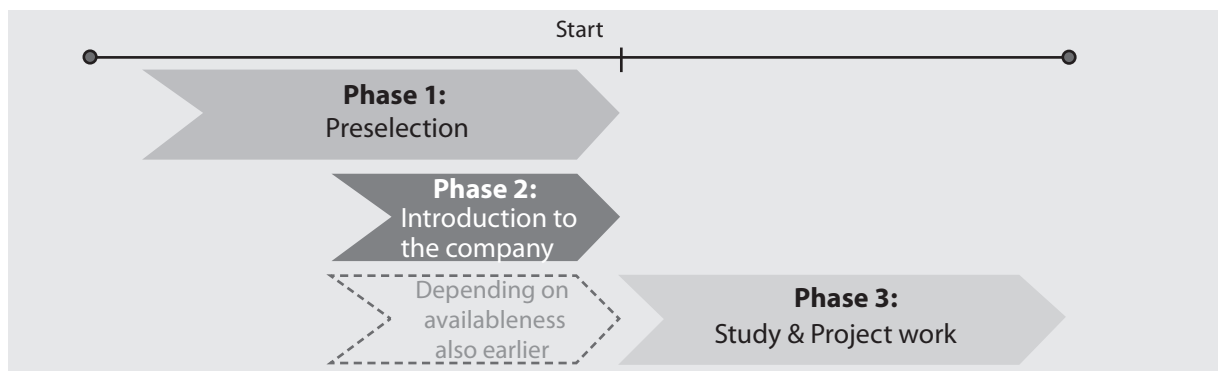 Start
Phase 1:
Preselection
Phase 2:
Introduction to
the company
Depending on
availableness
also earlier
Phase 3:
Study & Project work